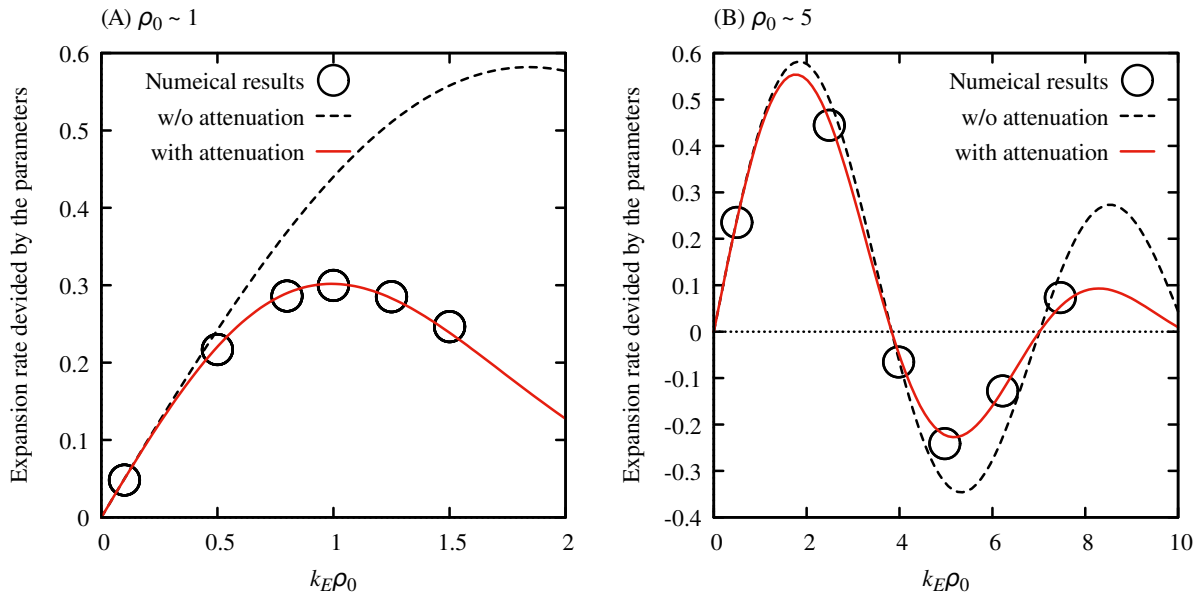 (A) ρ0 ~ 1
0.6
0.5
0.4
0.3
0.2
0.1
0
Expansion rate devided by the parameters
Numeical results
w/o attenuation
with attenuation
0 0.5 1 1.5 2
kEρ0
(B) ρ0 ~ 5
0.6
0.5
0.4
0.3
0.2
0.1
0
-0.1
-0.2
-0.3
-0.4
Expansion rate devided by the parameters
Numeical results
w/o attenuation
with attenuation
0 2 4 6 8 10
kEρ0